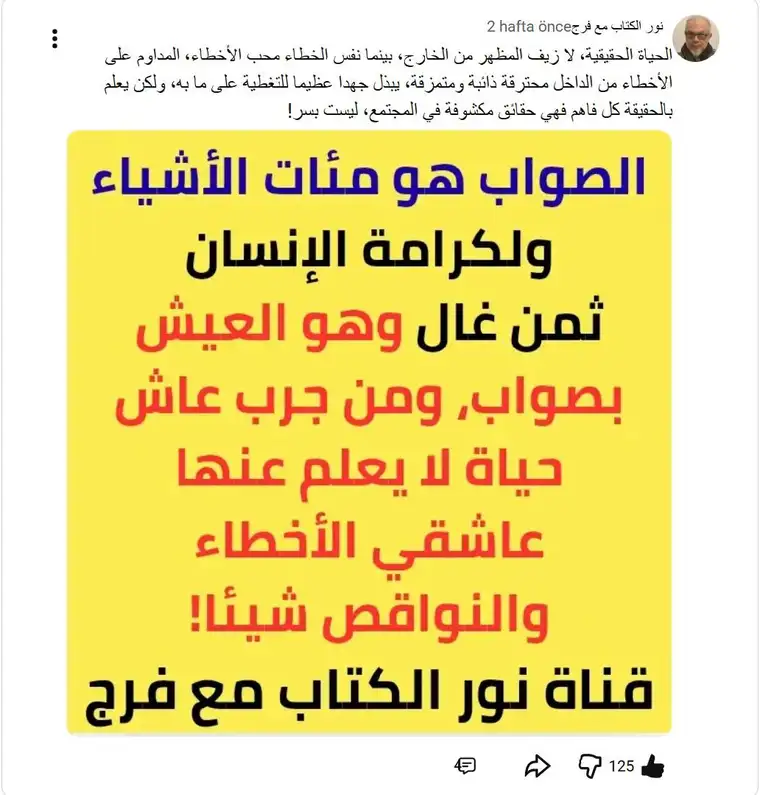 نور الكتاب مع فرج 2 hafta önce
الحياة الحقيقية، لا زيف المظهر من الخارج، بينما نفس الخطاء محب الأخطاء، المداوم على
الأخطاء من الداخل محترقة ذائبة ومتمزقة، يبذل جهدا عظيما للتغطية على ما به، ولكن يعلم
بالحقيقة كل فاهم فهي حقائق مكشوفة في المجتمع، ليست بسر!
الصواب هو مئات الأشياء
ولكرامة الإنسان
ثمن غال وهو العيش
بصواب، ومن جرب عاش
حياة لا يعلم عنها
عاشقي الأخطاء
والنواقص شيئا!
قناة نور الكتاب مع فرج
125
4